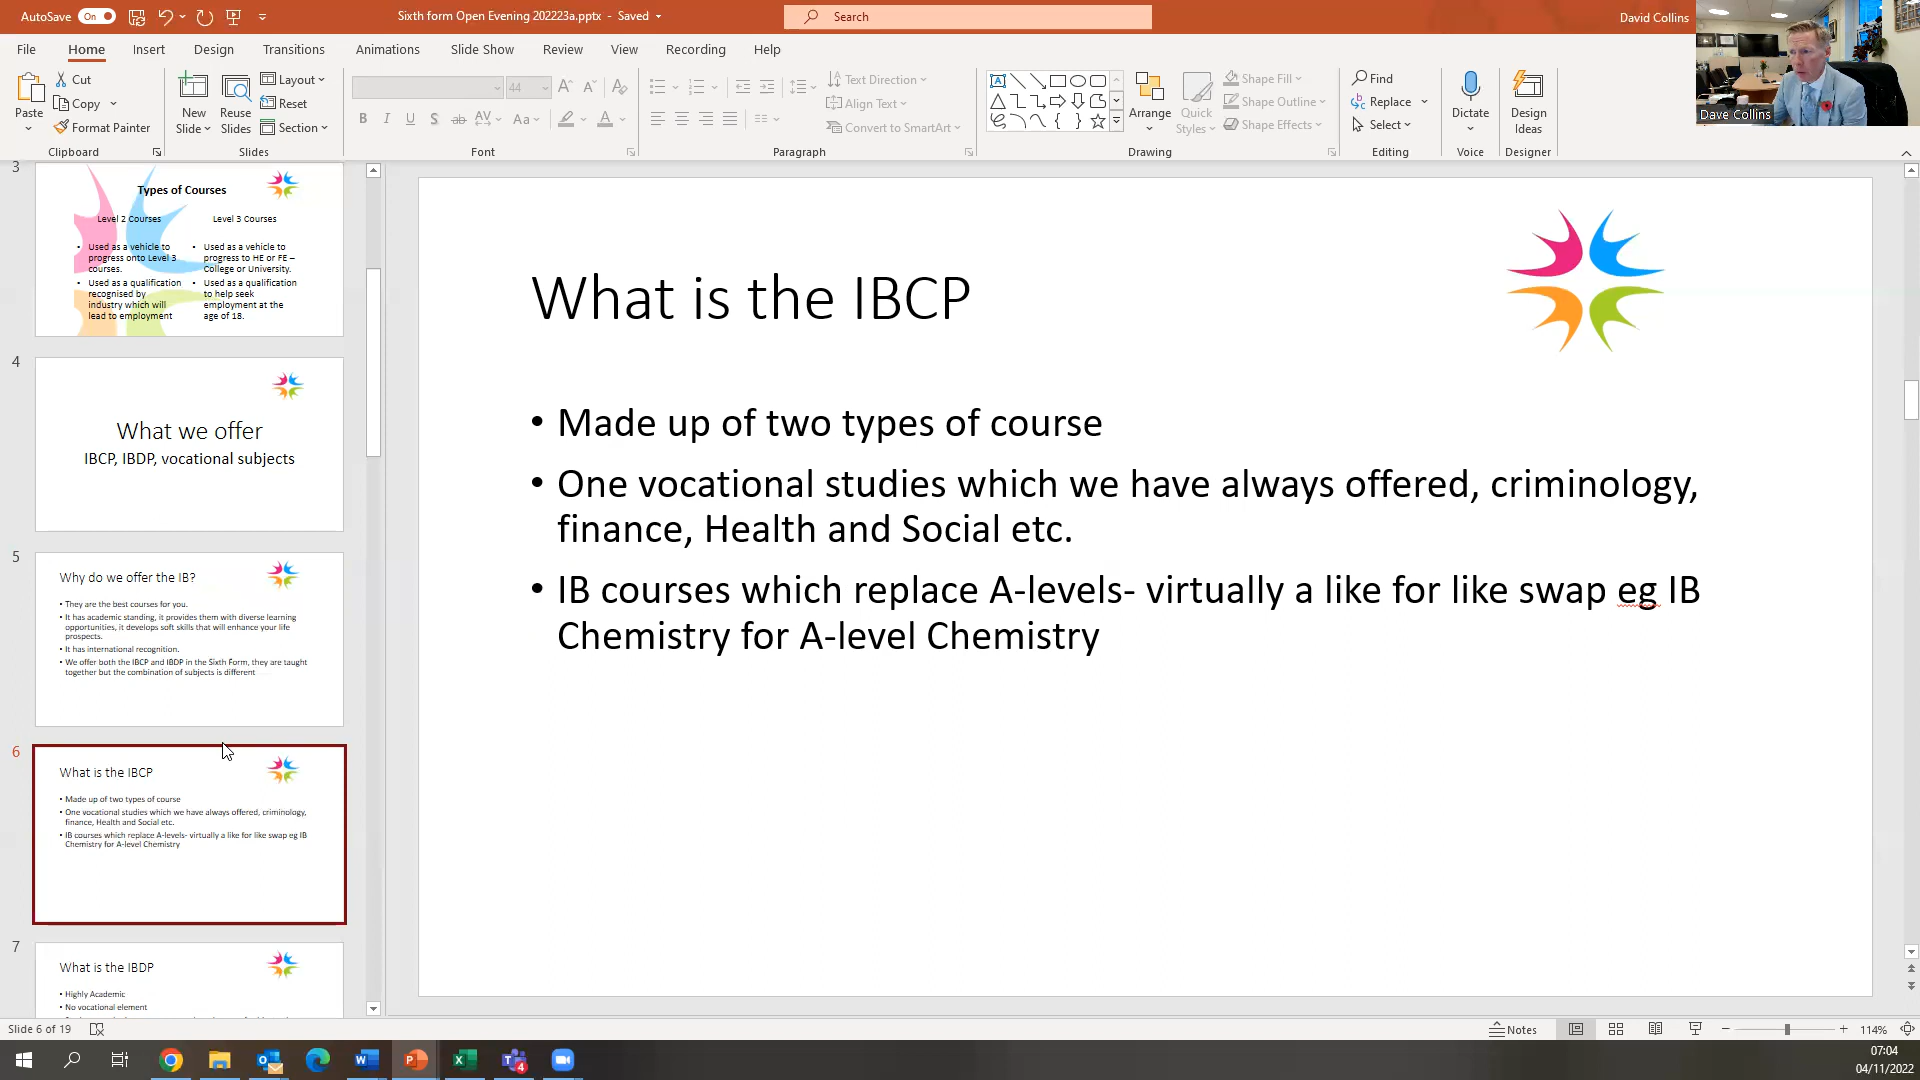 AutoSave
On
Sixth form Open Evening 202223a.pptx - Saved
Search
David Collins
File
Home
Insert
Design
Transitions
Animations
Slide Show
Review
View
Recording
Help
Paste
Cut
Copy
Format Painter
Clipboard
New
Slide
Reuse
Slides
Layout
Reset
Section
Slides
44
B
I
U
S
ab
AV
Aa
A
Font
Text Direction
Align Text
Convert to SmartArt
Paragraph
Arrange
Quick
Styles
Shape Fill
Shape Outline
Shape Effects
Drawing
Find
Replace
Select
Editing
Dictate
Voice
Design
Ideas
Designer
Dave Collins
3
Types of Courses
Level 2 Courses
• Used as a vehicle to
progress onto Level 3
courses.
• Used as a qualification
recognised by
industry which will
lead to employment
Level 3 Courses
• Used as a vehicle to
progress to HE or FE –
College or University.
• Used as a qualification
to help seek
employment at the
age of 18.
4
What we offer
IBCP, IBDP, vocational subjects
5
Why do we offer the IB?
• They are the best courses for you.
• It has academic standing, it provides them with diverse learning
opportunities, it develops soft skills that will enhance your life
prospects.
• It has international recognition.
• We offer both the IBCP and IBDP in the Sixth Form, they are taught
together but the combination of subjects is different
6
What is the IBCP
• Made up of two types of course
• One vocational studies which we have always offered, criminology,
finance, Health and Social etc.
• IB courses which replace A-levels- virtually a like for like swap eg IB
Chemistry for A-level Chemistry
7
What is the IBDP
• Highly Academic
• No vocational element
What is the IBCP
• Made up of two types of course
• One vocational studies which we have always offered, criminology,
finance, Health and Social etc.
• IB courses which replace A-levels- virtually a like for like swap eg IB
Chemistry for A-level Chemistry
Slide 6 of 19
Notes
114%
4
07:04
04/11/2022